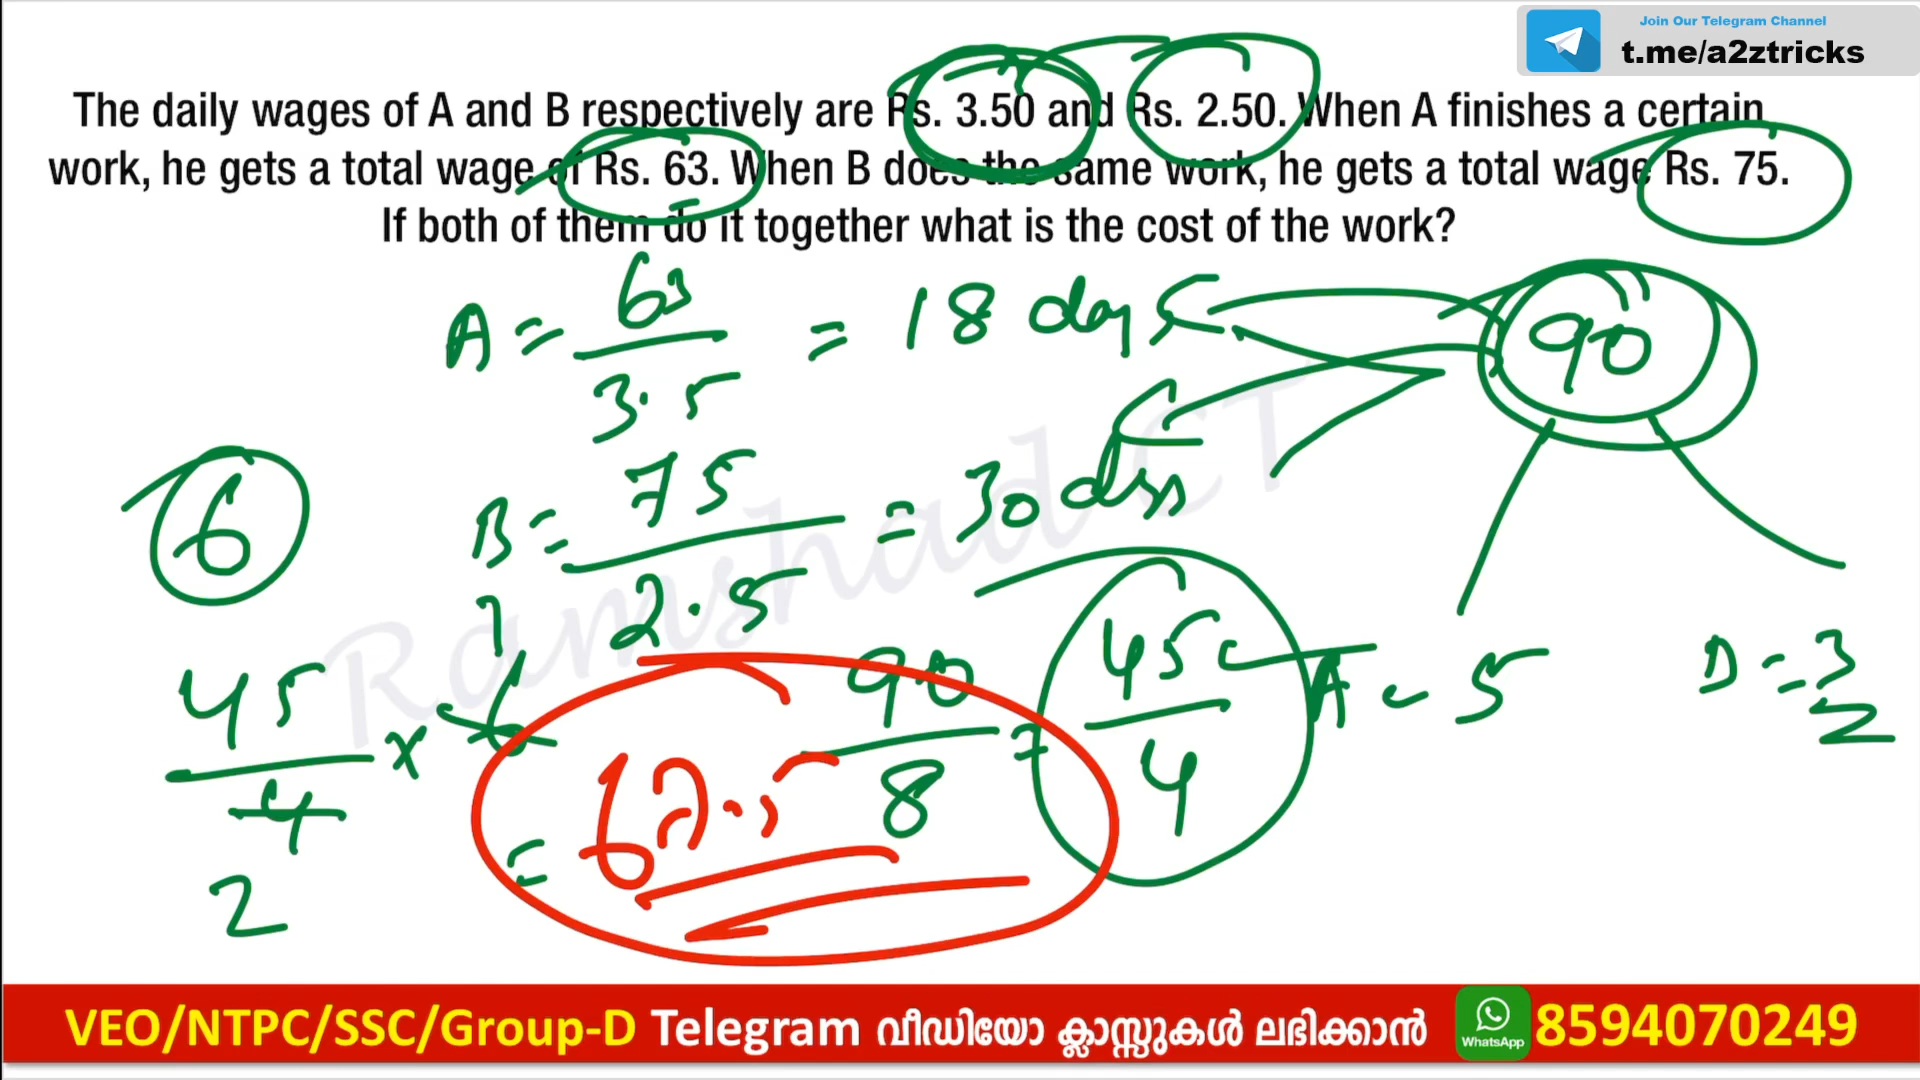 Join Our Telegram Channel
t.me/a2ztricks
The daily wages of A and B respectively are Rs. 3.50 and Rs. 2.50. When A finishes a certain
work, he gets a total wage of Rs. 63. When B does the same work, he gets a total wage Rs. 75.
If both of them do it together what is the cost of the work?
A = 63 / 3.5 = 18 days
90
6
B = 75 / 2.5 = 30 days
Ramshad CT
A = 5
B = 3
90 / 8 = 45 / 4
45 / 4 × 6
2
=
VEO/NTPC/SSC/Group-D Telegram വീഡിയോ ക്ലാസ്സുകൾ ലഭിക്കാൻ
WhatsApp
8594070249